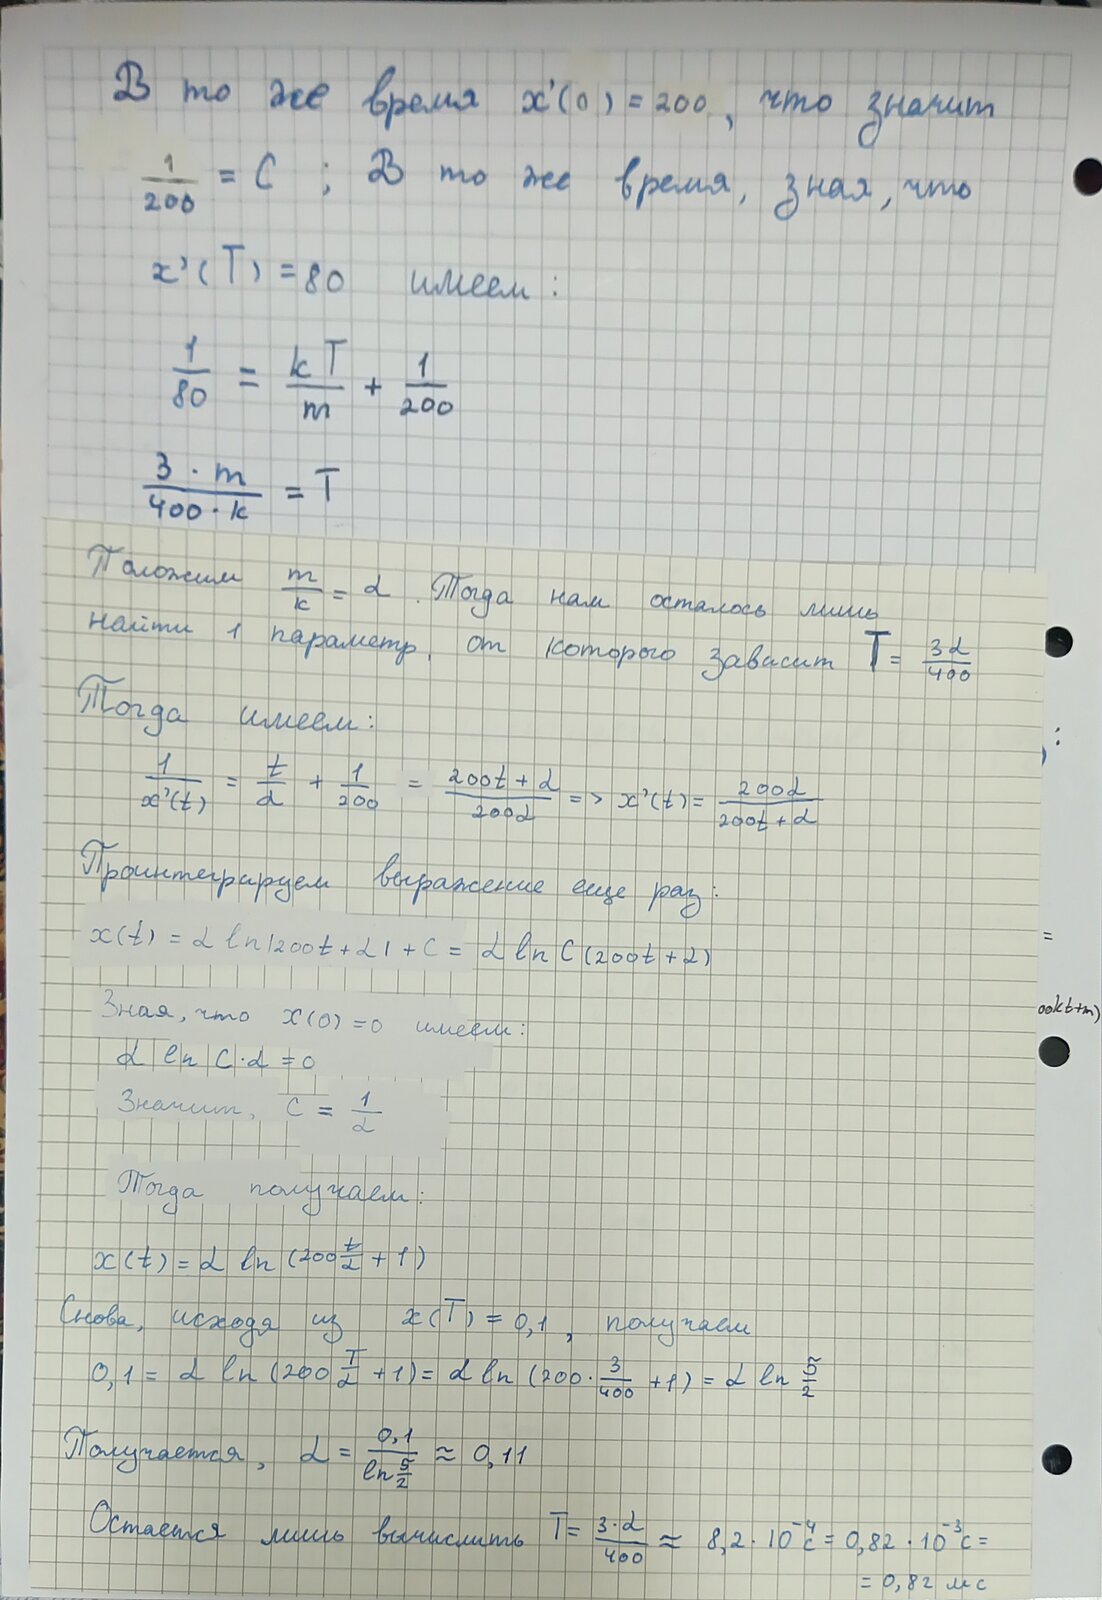 В то же время x'(0) = 200, что значит
1/200 = C ; В то же время, зная, что
x'(T) = 80 имеем:
1/80 = kT/m + 1/200
3·m/400·k = T
Положим m/k = α. Тогда нам осталось лишь
найти 1 параметр, от которого зависит T = 3α/400
Тогда имеем:
1/x'(t) = t/α + 1/200 = 200t + α/200α => x'(t) = 200α/200t + α
Проинтегрируем выражение еще раз:
x(t) = α ln|200t + α| + C = α ln C(200t + α)
=
Зная, что x(0) = 0 имеем:
00kt+m)
α ln C·α = 0
Значит, C = 1/α
Тогда получаем:
x(t) = α ln (200 t/α + 1)
Снова, исходя из x(T) = 0,1, получаем
0,1 = α ln (200 T/α + 1) = α ln (200 · 3/400 + 1) = α ln 5/2
Получается, α = 0,1/ln 5/2 ≈ 0,11
Остается лишь вычислить T = 3·α/400 ≈ 8,2 · 10⁻⁴ с = 0,82 · 10⁻³ с =
= 0,82 мс